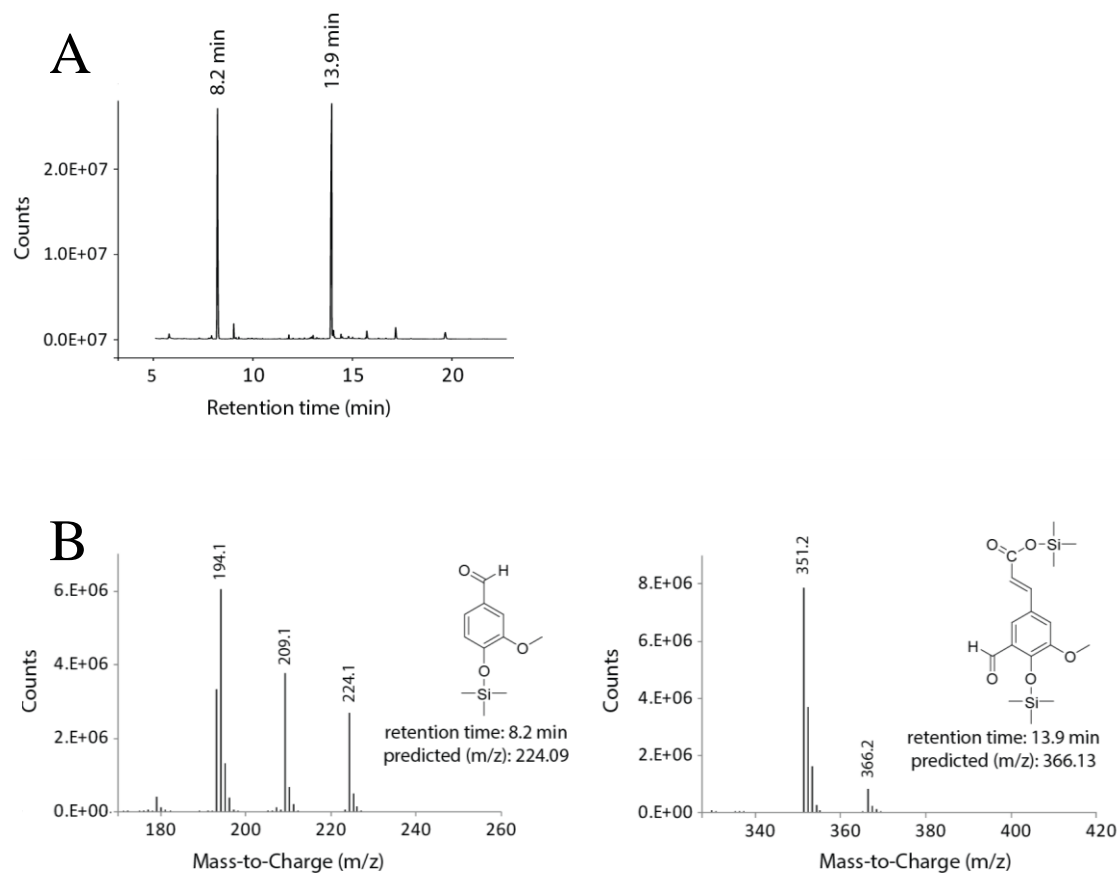 A
8.2 min
13.9 min
Counts
2.0E+07
1.0E+07
0.0E+07
5 10 15 20
Retention time (min)
B
Counts
6.E+06
4.E+06
2.E+06
0.E+00
194.1
209.1
224.1
O H
O
O
Si
retention time: 8.2 min
predicted (m/z): 224.09
180 200 220 240 260
Mass-to-Charge (m/z)
Counts
8.E+06
6.E+06
4.E+06
2.E+06
0.E+00
351.2
366.2
O C O Si
H
O
O
O
Si
retention time: 13.9 min
predicted (m/z): 366.13
340 360 380 400 420
Mass-to-Charge (m/z)